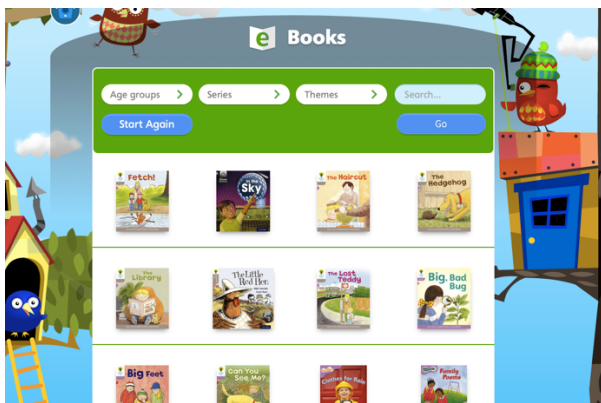 e Books
Age groups
Series
Themes
Search...
Start Again
Go
Fetch!
In the
Sky
The Haircut
The
Hedgehog
The
Library
The Little
Red Hen
The Lost
Teddy
Big, Bad
Bug
Big Feet
Can You
See Me?
Clothes for Rain
Family
Poems